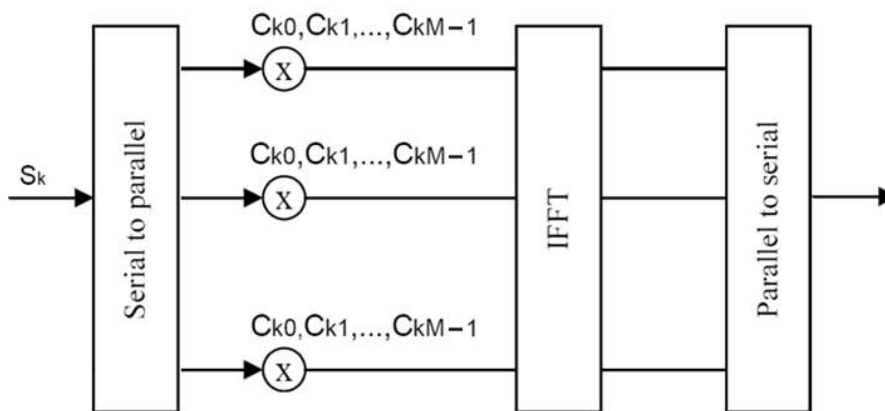 Ck0,Ck1,...,CkM−1
X
Ck0,Ck1,...,CkM−1
Sk
X
Ck0,Ck1,...,CkM−1
X
Serial to parallel
IFFT
Parallel to serial